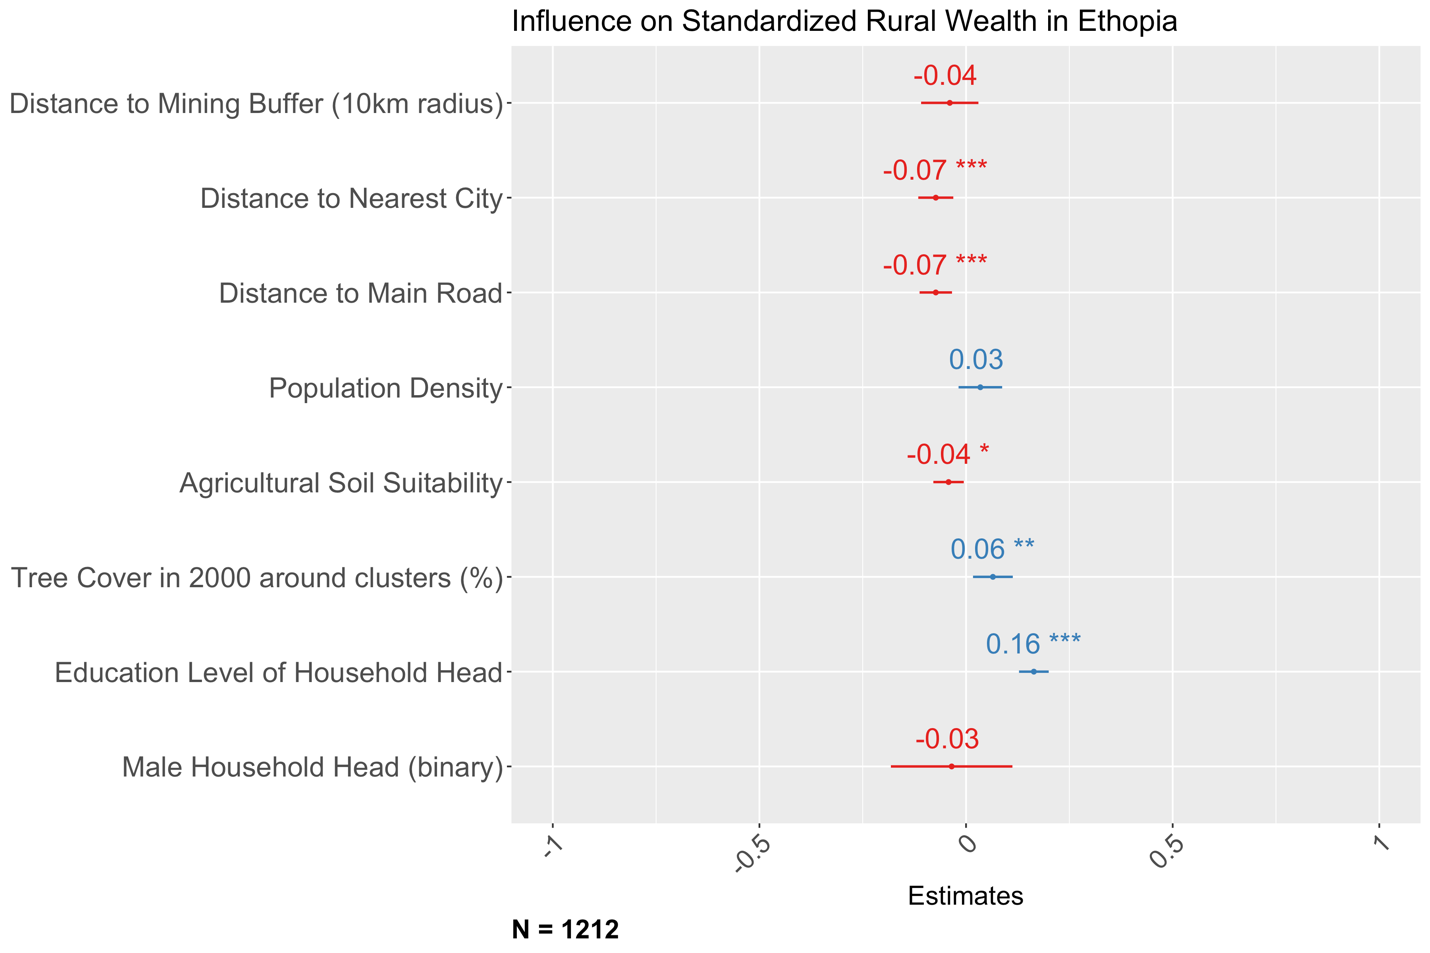 Influence on Standardized Rural Wealth in Ethopia
-0.04
Distance to Mining Buffer (10km radius)
-0.07 ***
Distance to Nearest City
-0.07 ***
Distance to Main Road
0.03
Population Density
-0.04 *
Agricultural Soil Suitability
0.06 **
Tree Cover in 2000 around clusters (%)
0.16 ***
Education Level of Household Head
-0.03
Male Household Head (binary)
-1 -0.5 0 0.5 1
Estimates
N = 1212